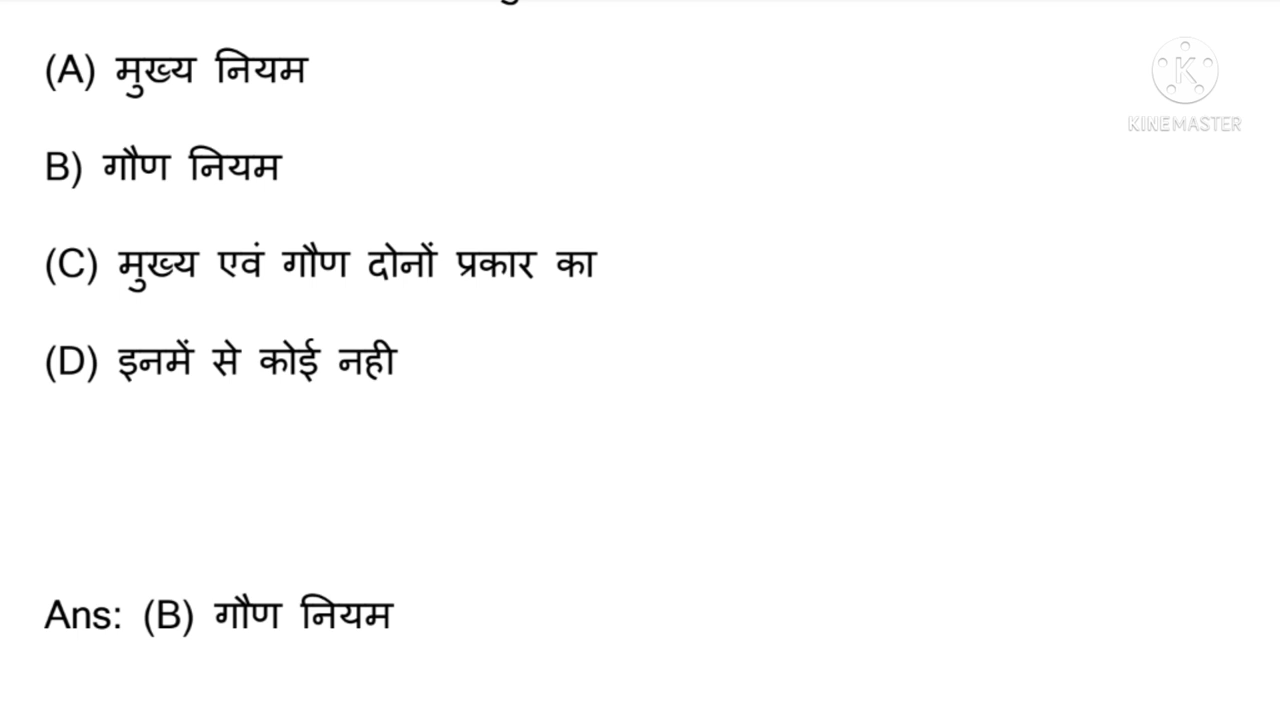 (A) मुख्य नियम
K
KINEMASTER
B) गौण नियम
(C) मुख्य एवं गौण दोनों प्रकार का
(D) इनमें से कोई नही
Ans: (B) गौण नियम